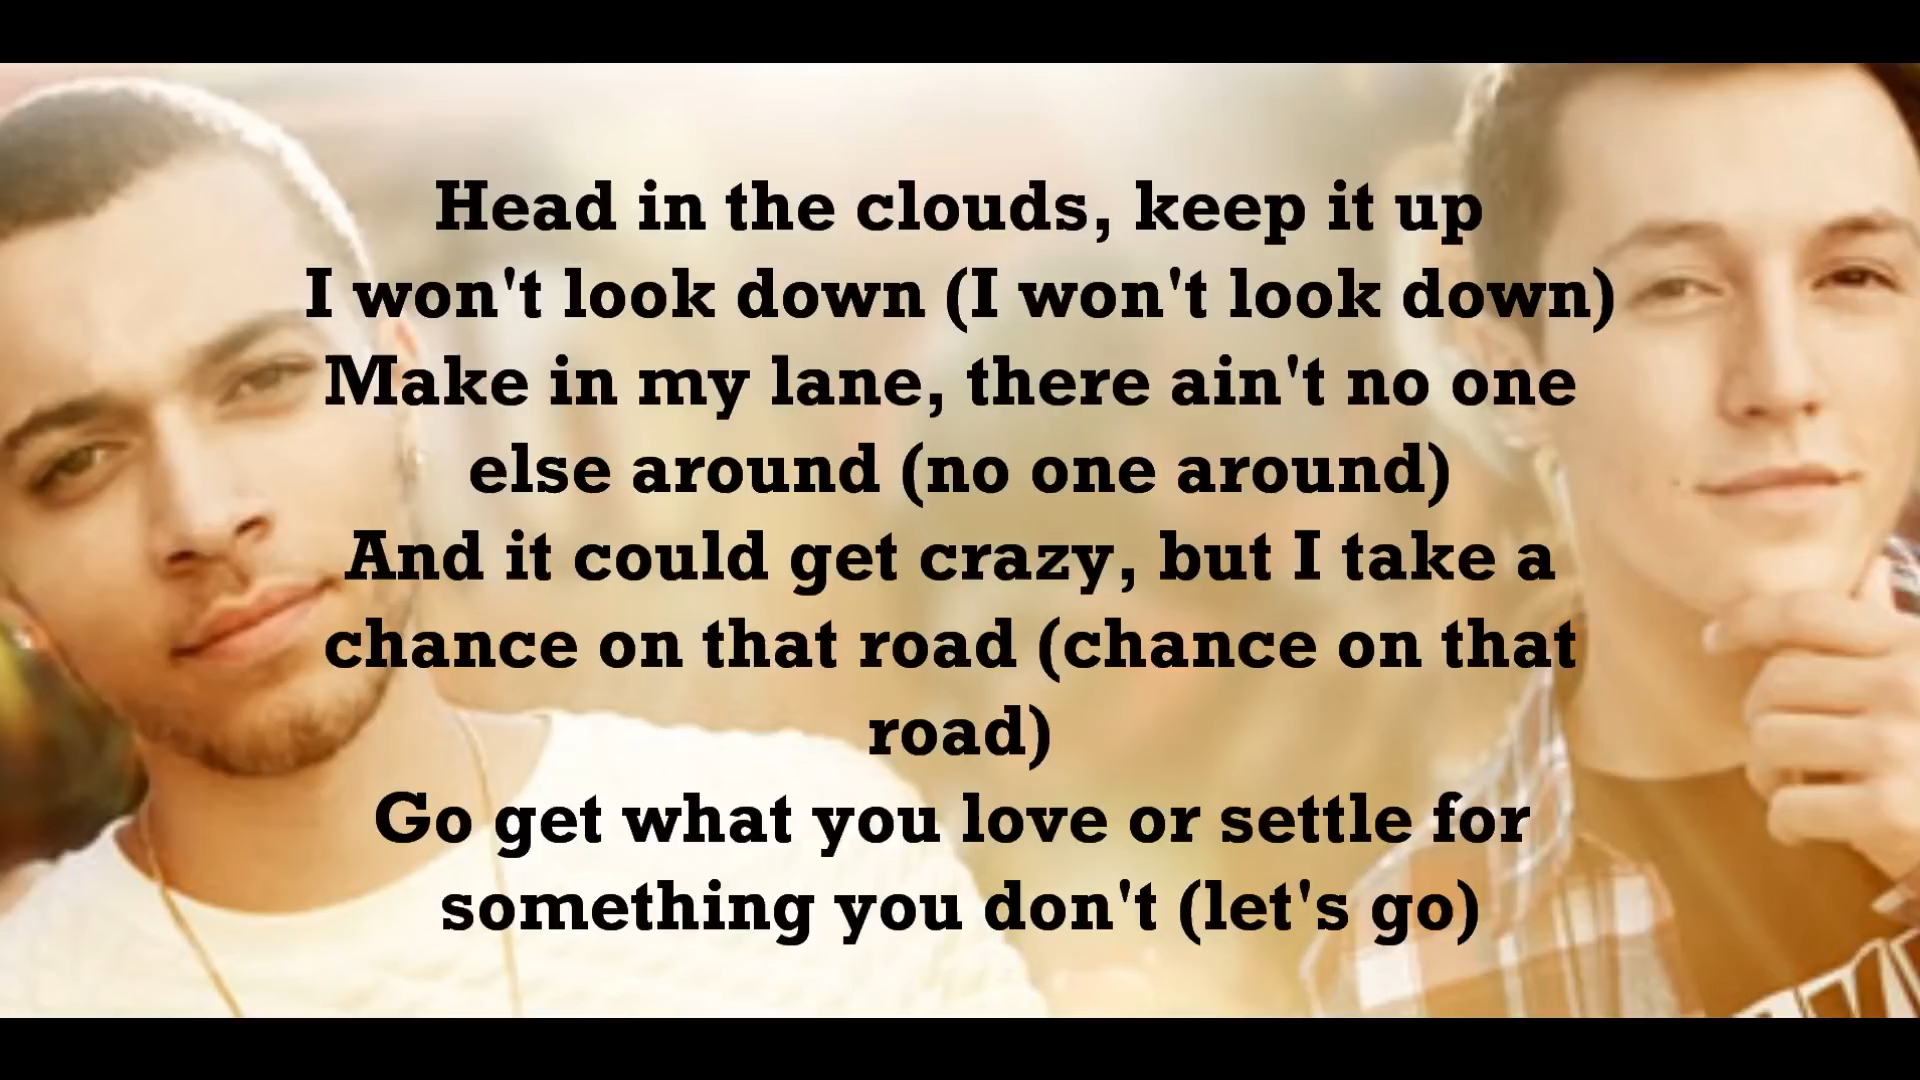 Head in the clouds, keep it up
I won't look down (I won't look down)
Make in my lane, there ain't no one
else around (no one around)
And it could get crazy, but I take a
chance on that road (chance on that
road)
Go get what you love or settle for
something you don't (let's go)